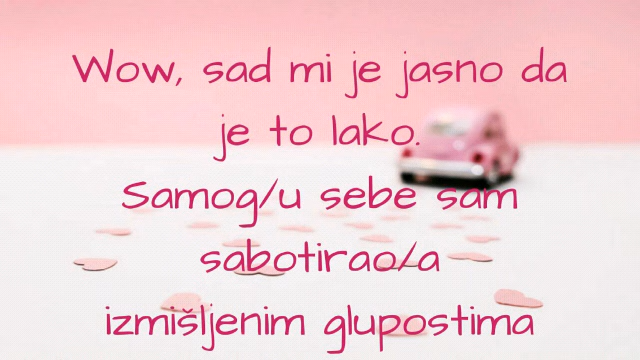 Wow, sad mi je jasno da
je to lako.
Samog/u sebe sam
sabotirao/a
izmišljenim glupostima